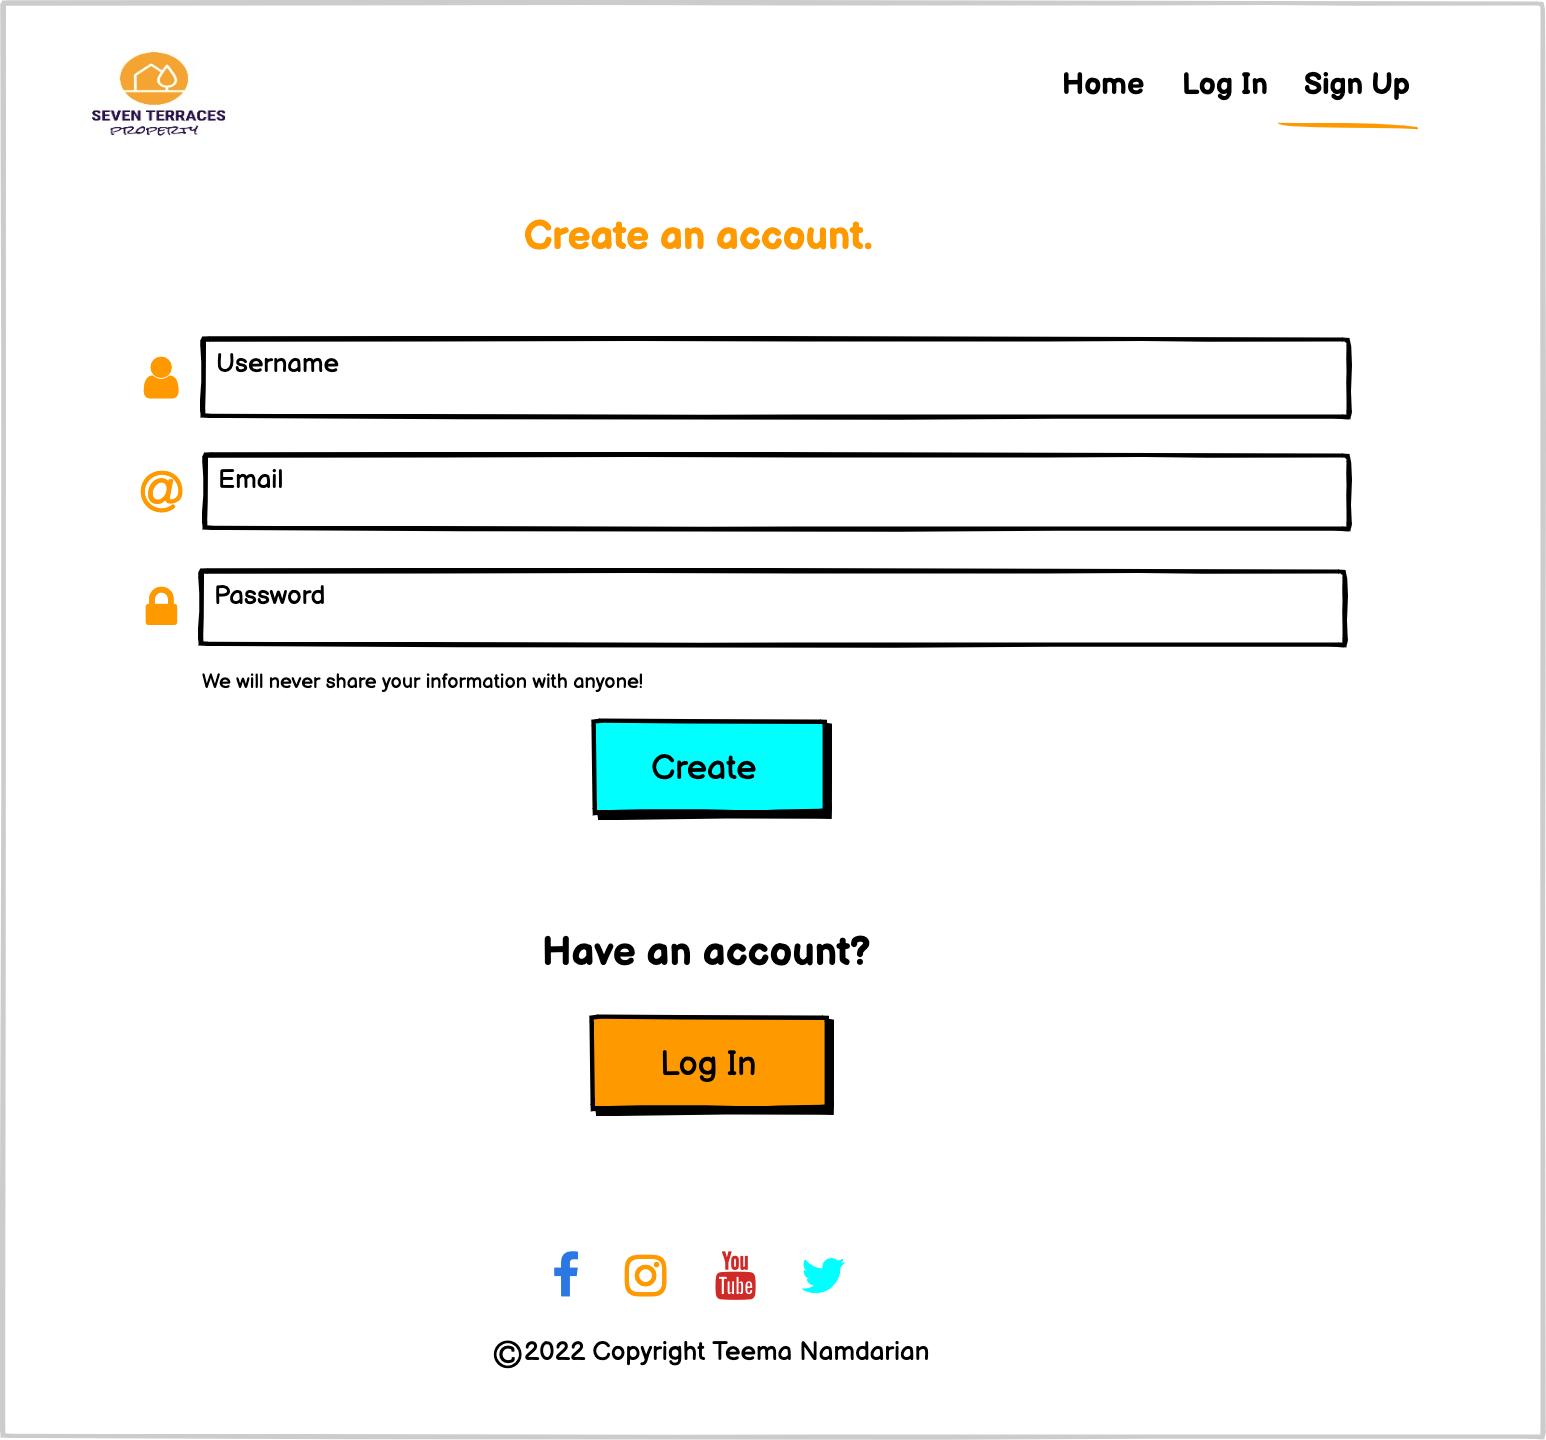 SEVEN TERRACES
PROPERTY
Home Log In Sign Up
Create an account.
Username
@ Email
Password
We will never share your information with anyone!
Create
Have an account?
Log In
You
Tube
©2022 Copyright Teema Namdarian